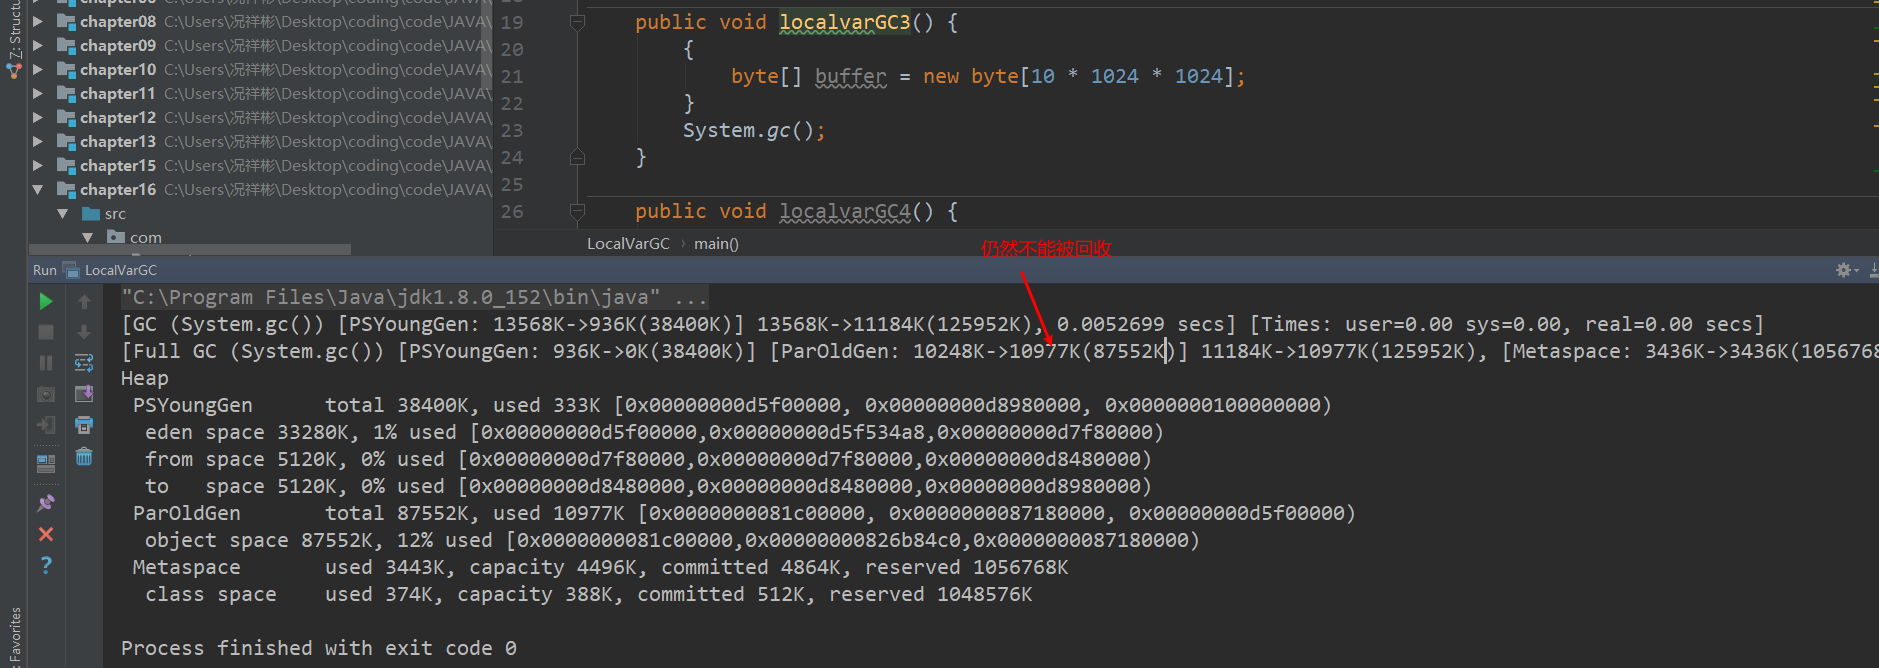 Z: Structu
chapter08 C:\Users\况祥彬\Desktop\coding\code\JAVA\
chapter09 C:\Users\况祥彬\Desktop\coding\code\JAVA\
chapter10 C:\Users\况祥彬\Desktop\coding\code\JAVA\
chapter11 C:\Users\况祥彬\Desktop\coding\code\JAVA\
chapter12 C:\Users\况祥彬\Desktop\coding\code\JAVA\
chapter13 C:\Users\况祥彬\Desktop\coding\code\JAVA\
chapter15 C:\Users\况祥彬\Desktop\coding\code\JAVA\
chapter16 C:\Users\况祥彬\Desktop\coding\code\JAVA\
src
com
19 public void localvarGC3() {
20 {
21 byte[] buffer = new byte[10 * 1024 * 1024];
22 }
23 System.gc();
24 }
25
26 public void localvarGC4() {
LocalVarGC › main()
仍然不能被回收
Run LocalVarGC
"C:\Program Files\Java\jdk1.8.0_152\bin\java" ...
[GC (System.gc()) [PSYoungGen: 13568K->936K(38400K)] 13568K->11184K(125952K), 0.0052699 secs] [Times: user=0.00 sys=0.00, real=0.00 secs]
[Full GC (System.gc()) [PSYoungGen: 936K->0K(38400K)] [ParOldGen: 10248K->10977K(87552K)] 11184K->10977K(125952K), [Metaspace: 3436K->3436K(1056768
Heap
PSYoungGen total 38400K, used 333K [0x00000000d5f00000, 0x00000000d8980000, 0x0000000100000000)
eden space 33280K, 1% used [0x00000000d5f00000,0x00000000d5f534a8,0x00000000d7f80000)
from space 5120K, 0% used [0x00000000d7f80000,0x00000000d7f80000,0x00000000d8480000)
to space 5120K, 0% used [0x00000000d8480000,0x00000000d8480000,0x00000000d8980000)
ParOldGen total 87552K, used 10977K [0x0000000081c00000, 0x0000000087180000, 0x00000000d5f00000)
object space 87552K, 12% used [0x0000000081c00000,0x00000000826b84c0,0x0000000087180000)
Metaspace used 3443K, capacity 4496K, committed 4864K, reserved 1056768K
class space used 374K, capacity 388K, committed 512K, reserved 1048576K
Process finished with exit code 0
: Favorites